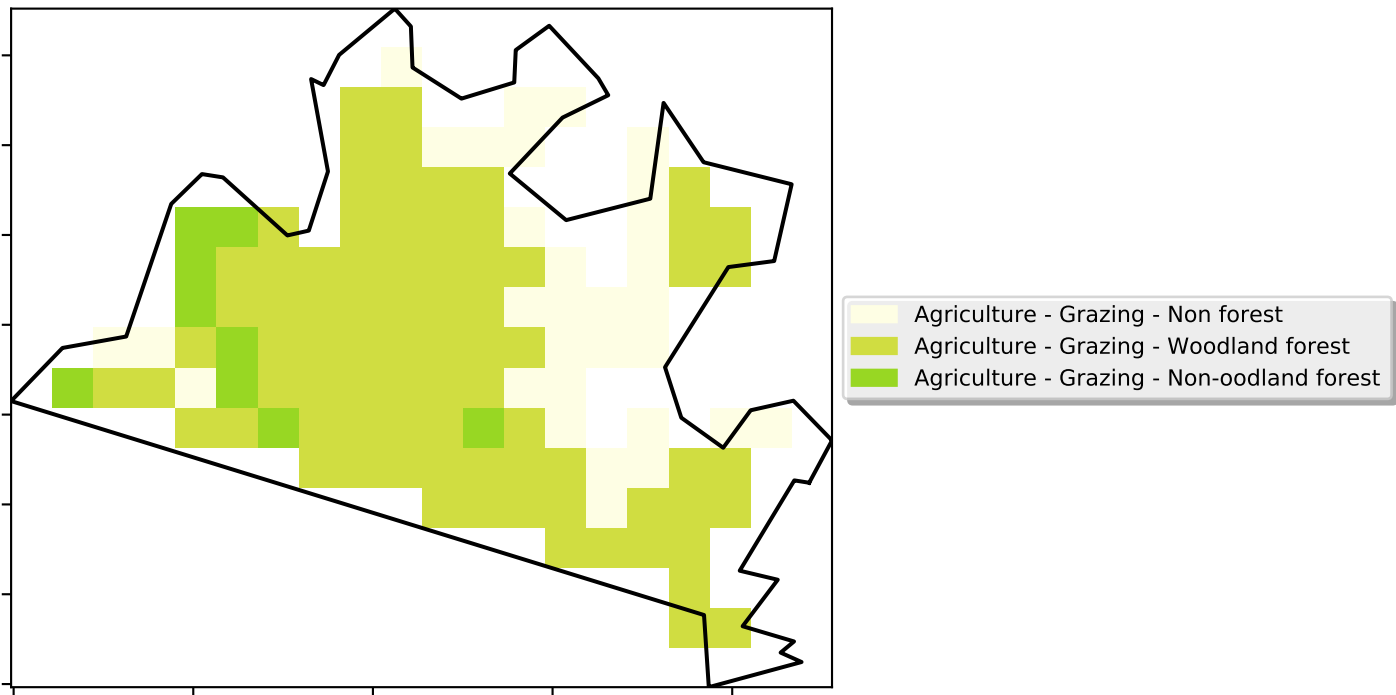 Agriculture - Grazing - Non forest
Agriculture - Grazing - Woodland forest
Agriculture - Grazing - Non-oodland forest